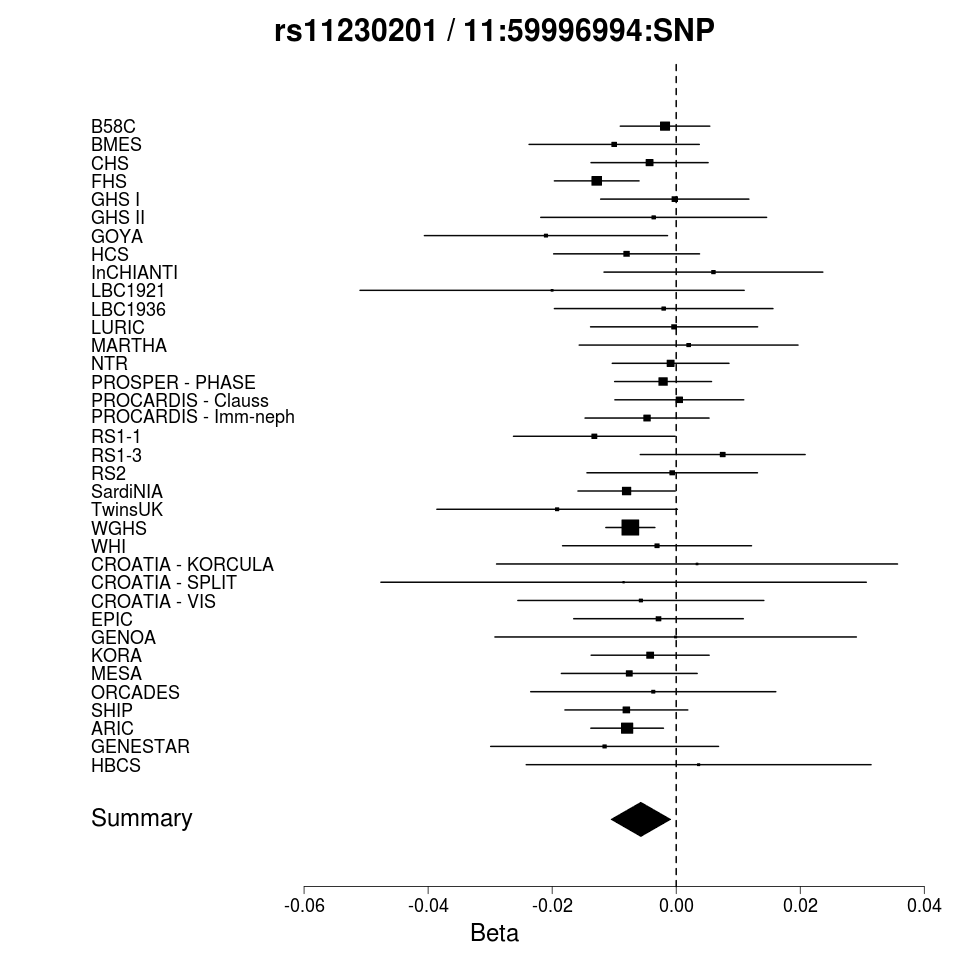 rs11230201 / 11:59996994:SNP
B58C
BMES
CHS
FHS
GHS I
GHS II
GOYA
HCS
InCHIANTI
LBC1921
LBC1936
LURIC
MARTHA
NTR
PROSPER - PHASE
PROCARDIS - Clauss
PROCARDIS - Imm-neph
RS1-1
RS1-3
RS2
SardiNIA
TwinsUK
WGHS
WHI
CROATIA - KORCULA
CROATIA - SPLIT
CROATIA - VIS
EPIC
GENOA
KORA
MESA
ORCADES
SHIP
ARIC
GENESTAR
HBCS
Summary
-0.06 -0.04 -0.02 0.00 0.02 0.04
Beta